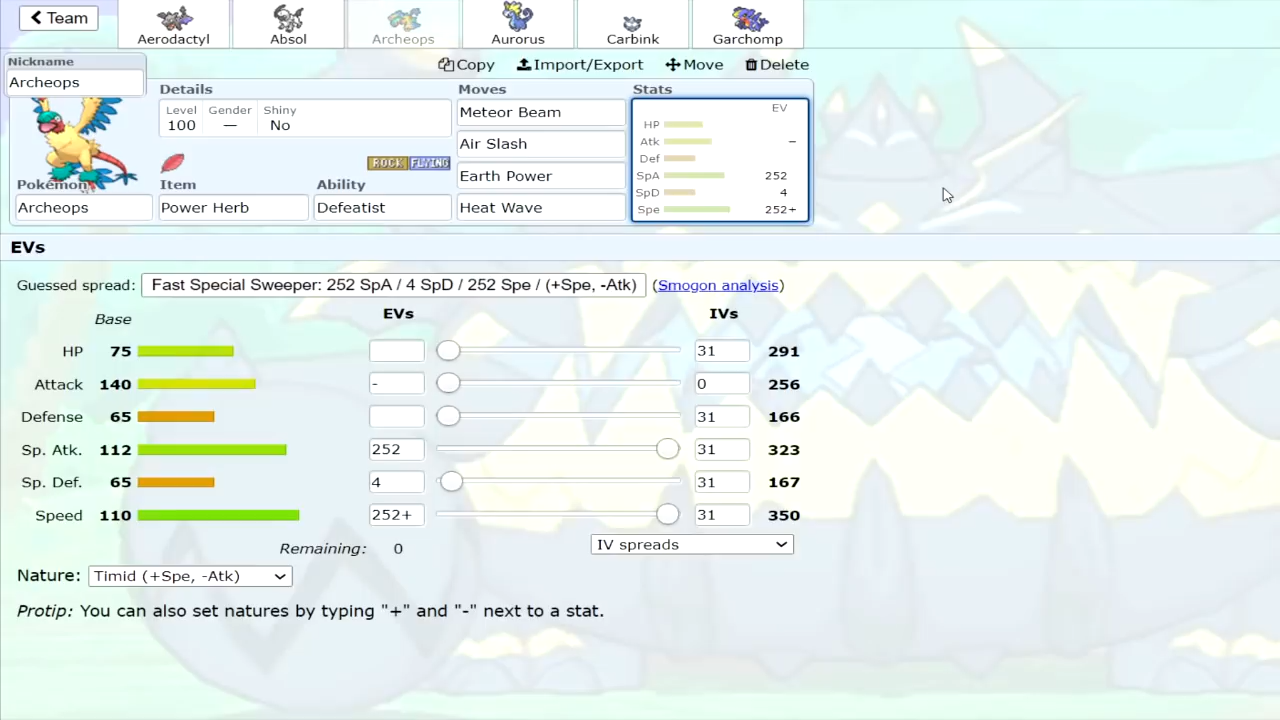 Team
Aerodactyl
Absol
Archeops
Aurorus
Carbink
Garchomp
Nickname
Archeops
Copy
Import/Export
Move
Delete
Details
Moves
Stats
Level
Gender
Shiny
100
—
No
ROCK FLYING
Pokémon
Item
Ability
Archeops
Power Herb
Defeatist
Meteor Beam
Air Slash
Earth Power
Heat Wave
EV
HP
Atk –
Def
SpA 252
SpD 4
Spe 252+
EVs
Guessed spread: Fast Special Sweeper: 252 SpA / 4 SpD / 252 Spe / (+Spe, -Atk) (Smogon analysis)
Base EVs IVs
HP 75 31 291
Attack 140 - 0 256
Defense 65 31 166
Sp. Atk. 112 252 31 323
Sp. Def. 65 4 31 167
Speed 110 252+ 31 350
Remaining: 0 IV spreads
Nature: Timid (+Spe, -Atk)
Protip: You can also set natures by typing "+" and "-" next to a stat.